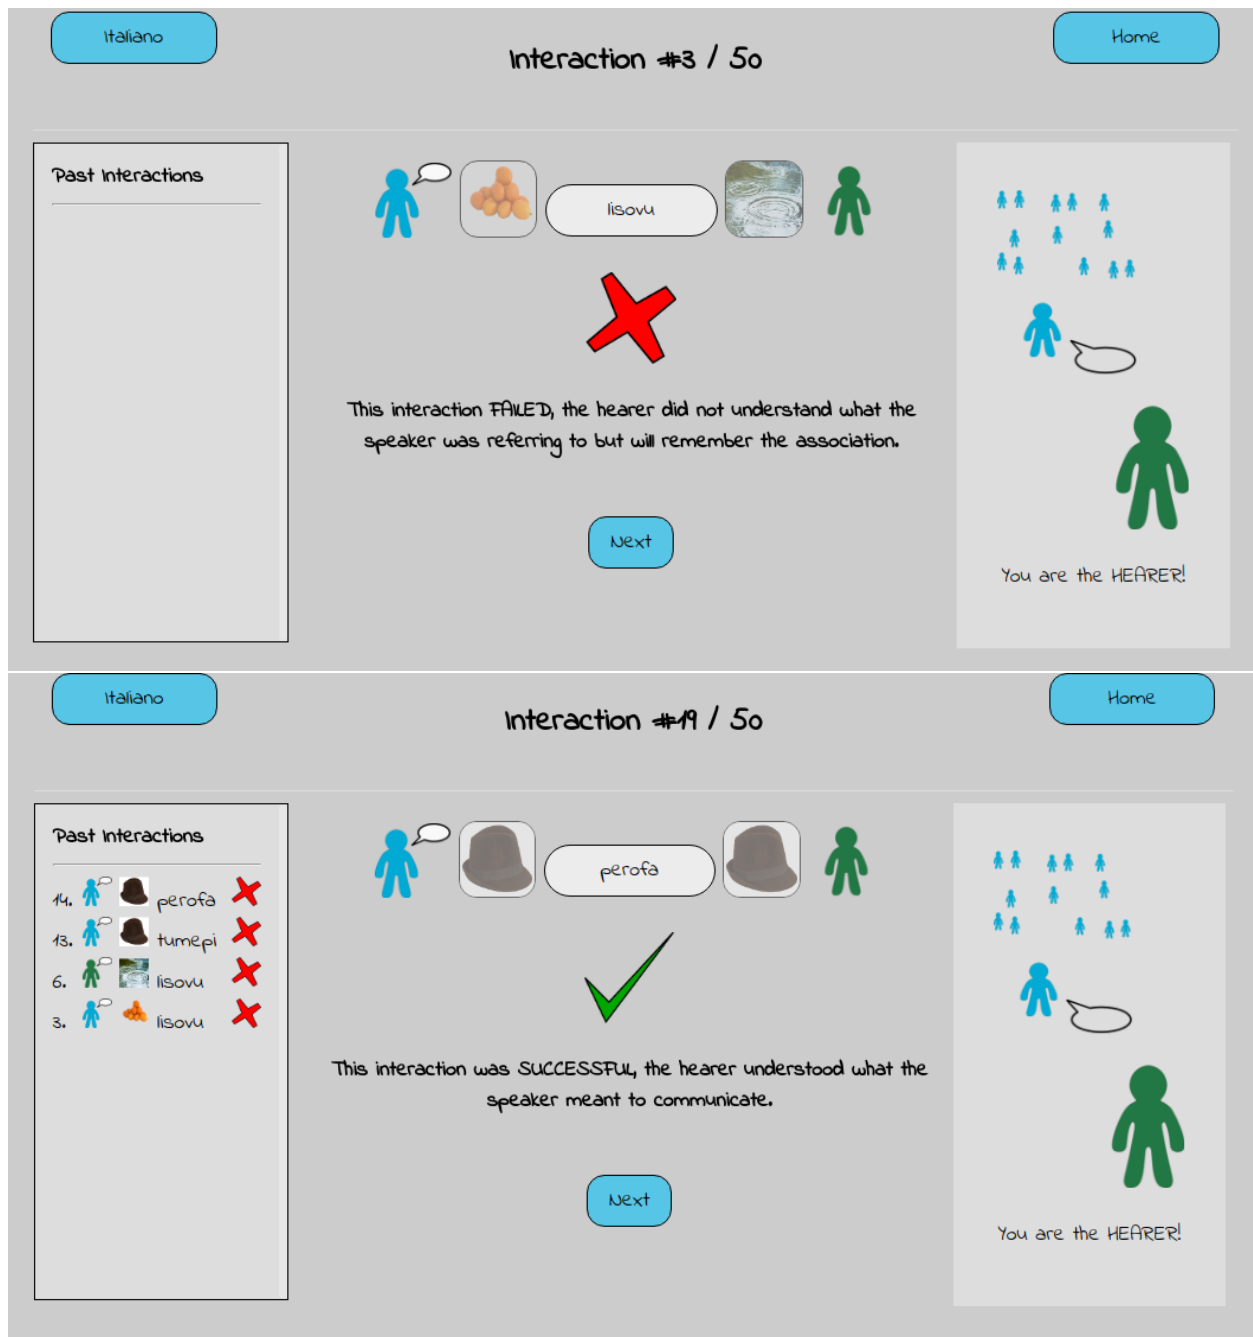 Italiano
Interaction #3 / 50
Home
Past Interactions
lisovu
This interaction FAILED, the hearer did not understand what the
speaker was referring to but will remember the association.
Next
You are the HEARER!
Italiano
Interaction #19 / 50
Home
Past Interactions
14. perofa
13. tumepi
6. lisovu
3. lisovu
perofa
This interaction was SUCCESSFUL, the hearer understood what the
speaker meant to communicate.
Next
You are the HEARER!